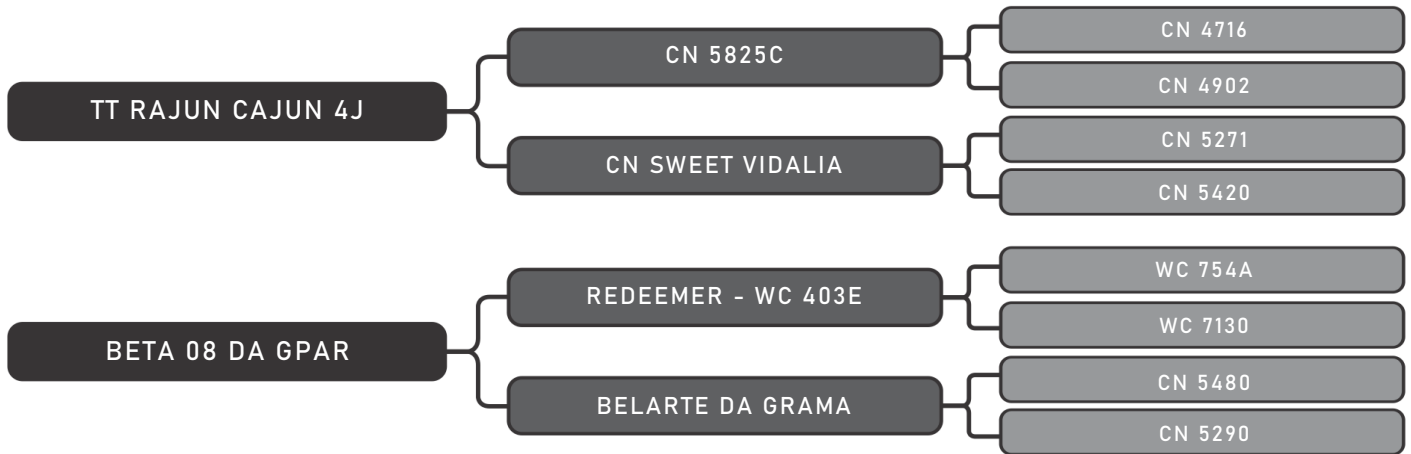 TT RAJUN CAJUN 4J
CN 5825C
CN SWEET VIDALIA
CN 4716
CN 4902
CN 5271
CN 5420
BETA 08 DA GPAR
REDEEMER - WC 403E
BELARTE DA GRAMA
WC 754A
WC 7130
CN 5480
CN 5290